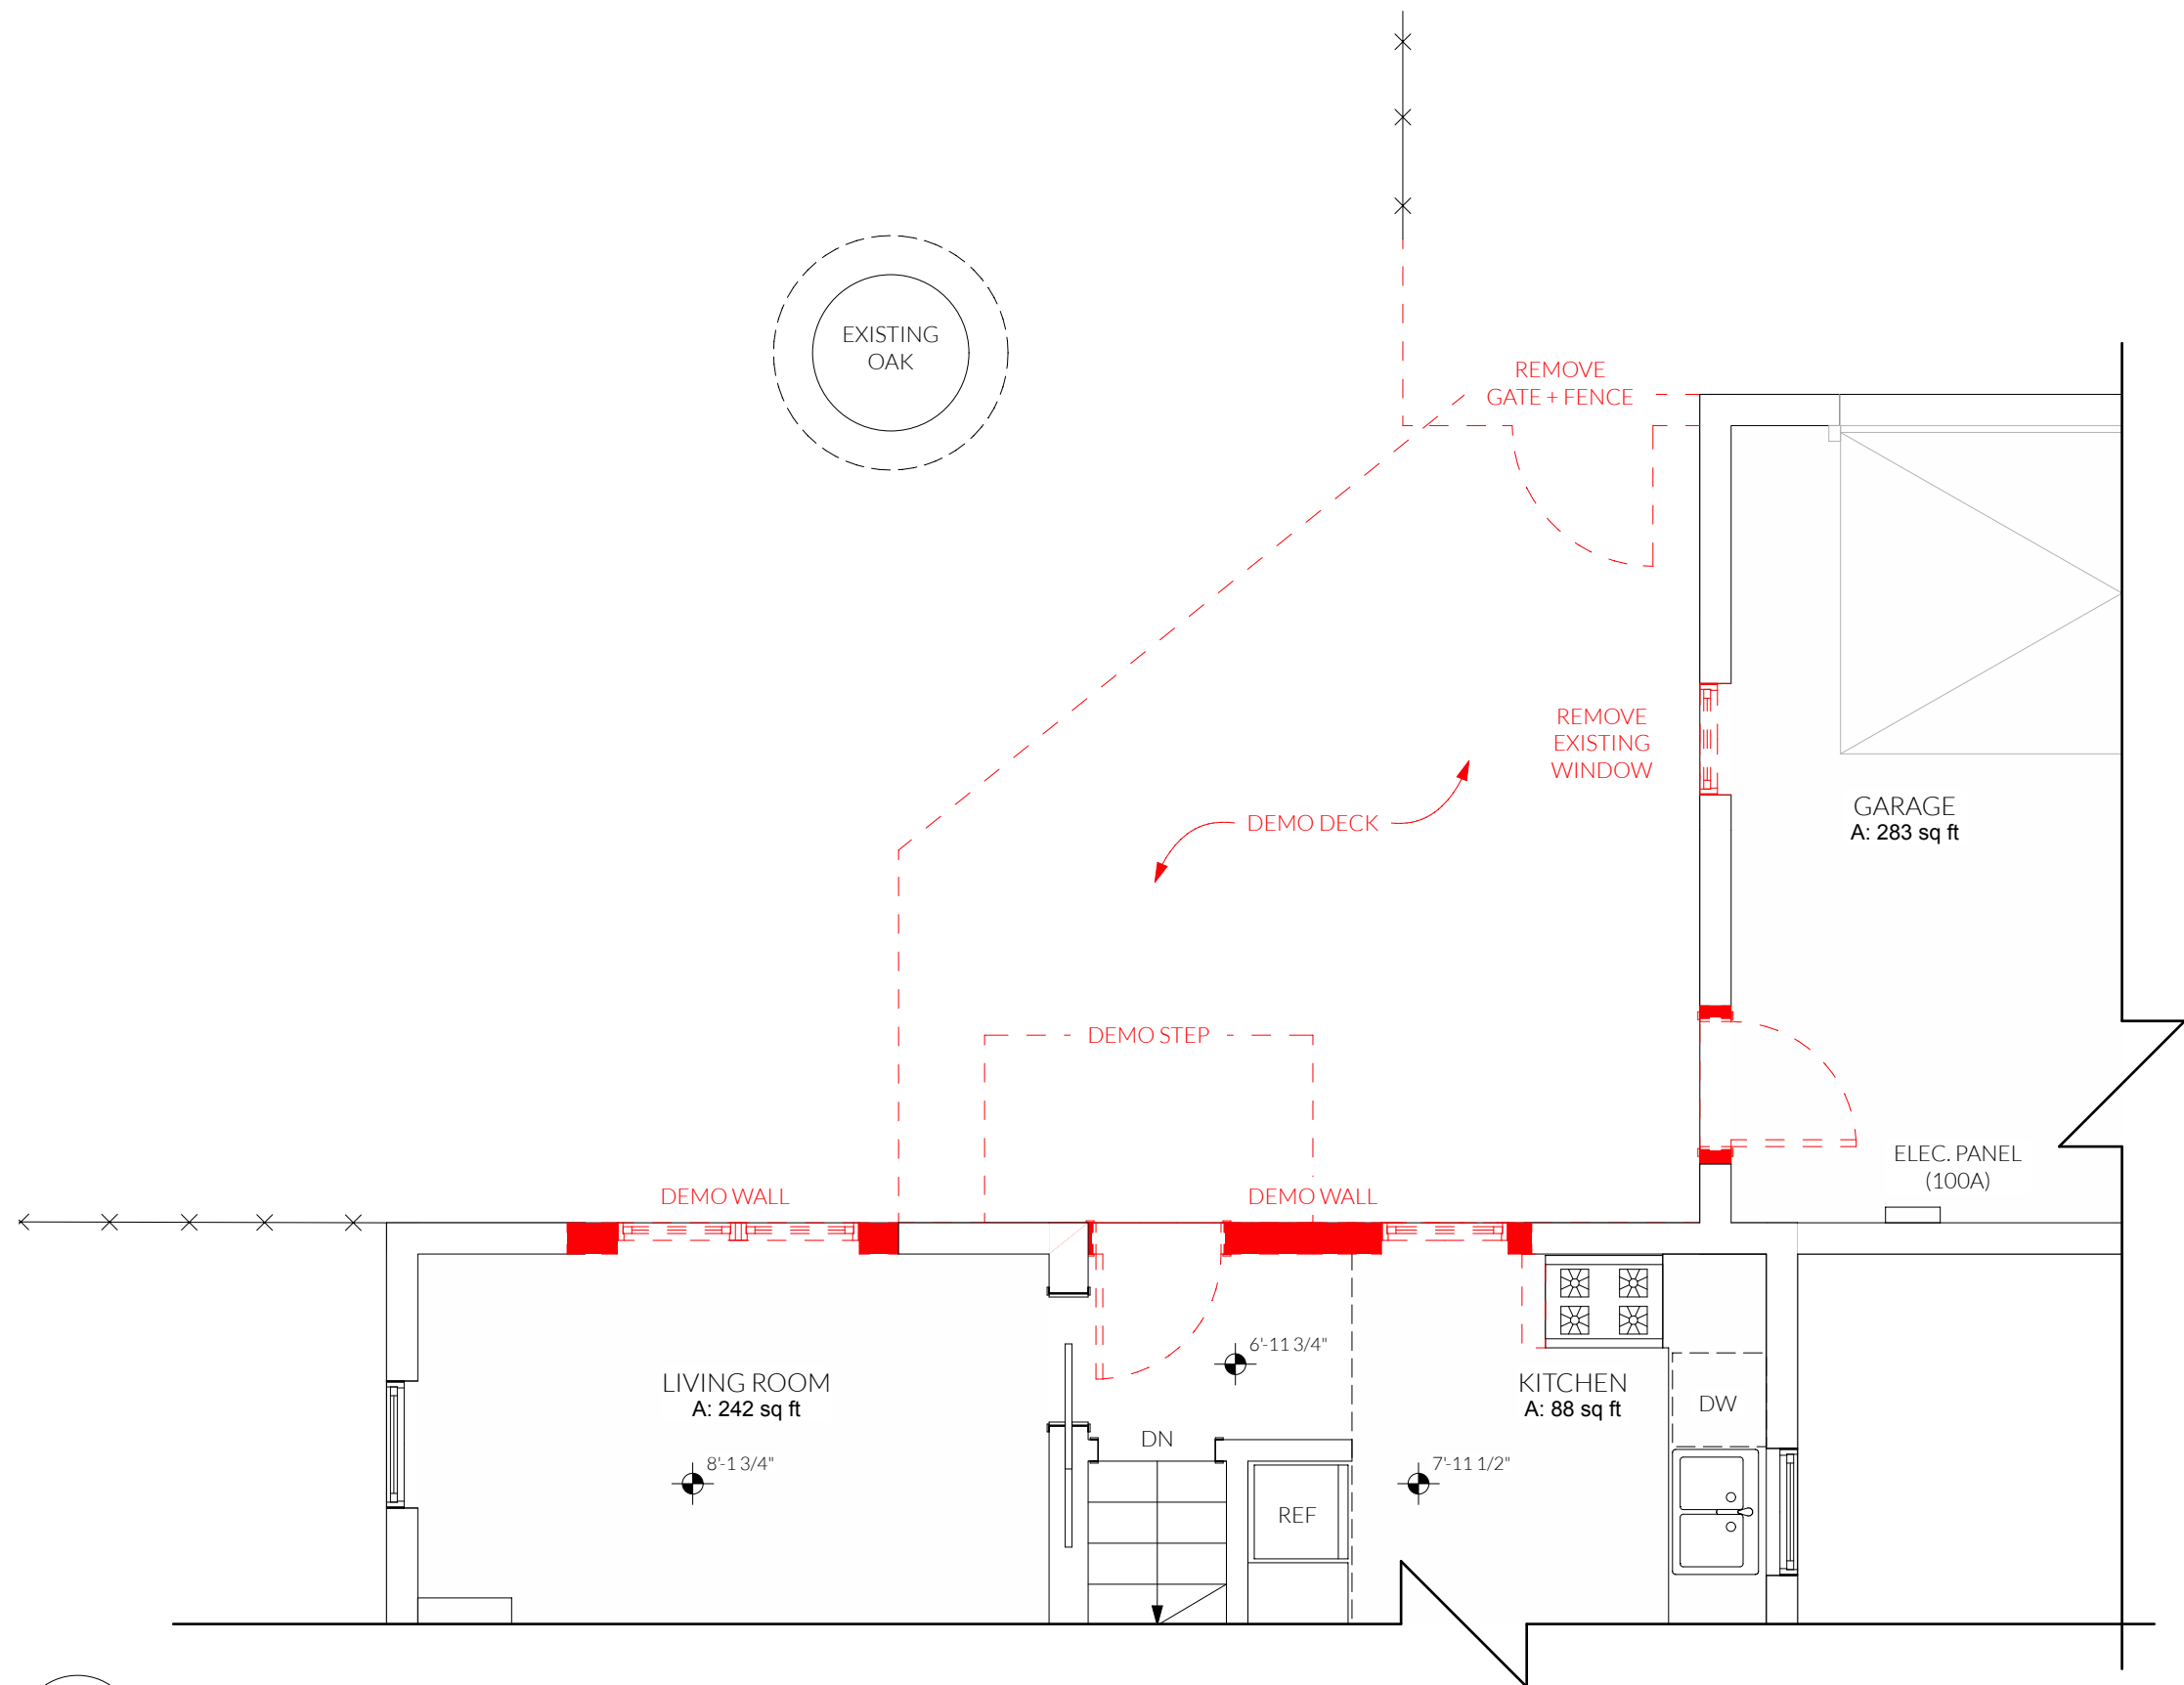 EXISTING
OAK
REMOVE
GATE + FENCE
REMOVE
EXISTING
WINDOW
GARAGE
A: 283 sq ft
DEMO DECK
DEMO STEP
ELEC. PANEL
(100A)
DEMO WALL
DEMO WALL
6'-11 3/4"
LIVING ROOM
A: 242 sq ft
KITCHEN
A: 88 sq ft
DW
DN
8'-1 3/4"
7'-11 1/2"
REF